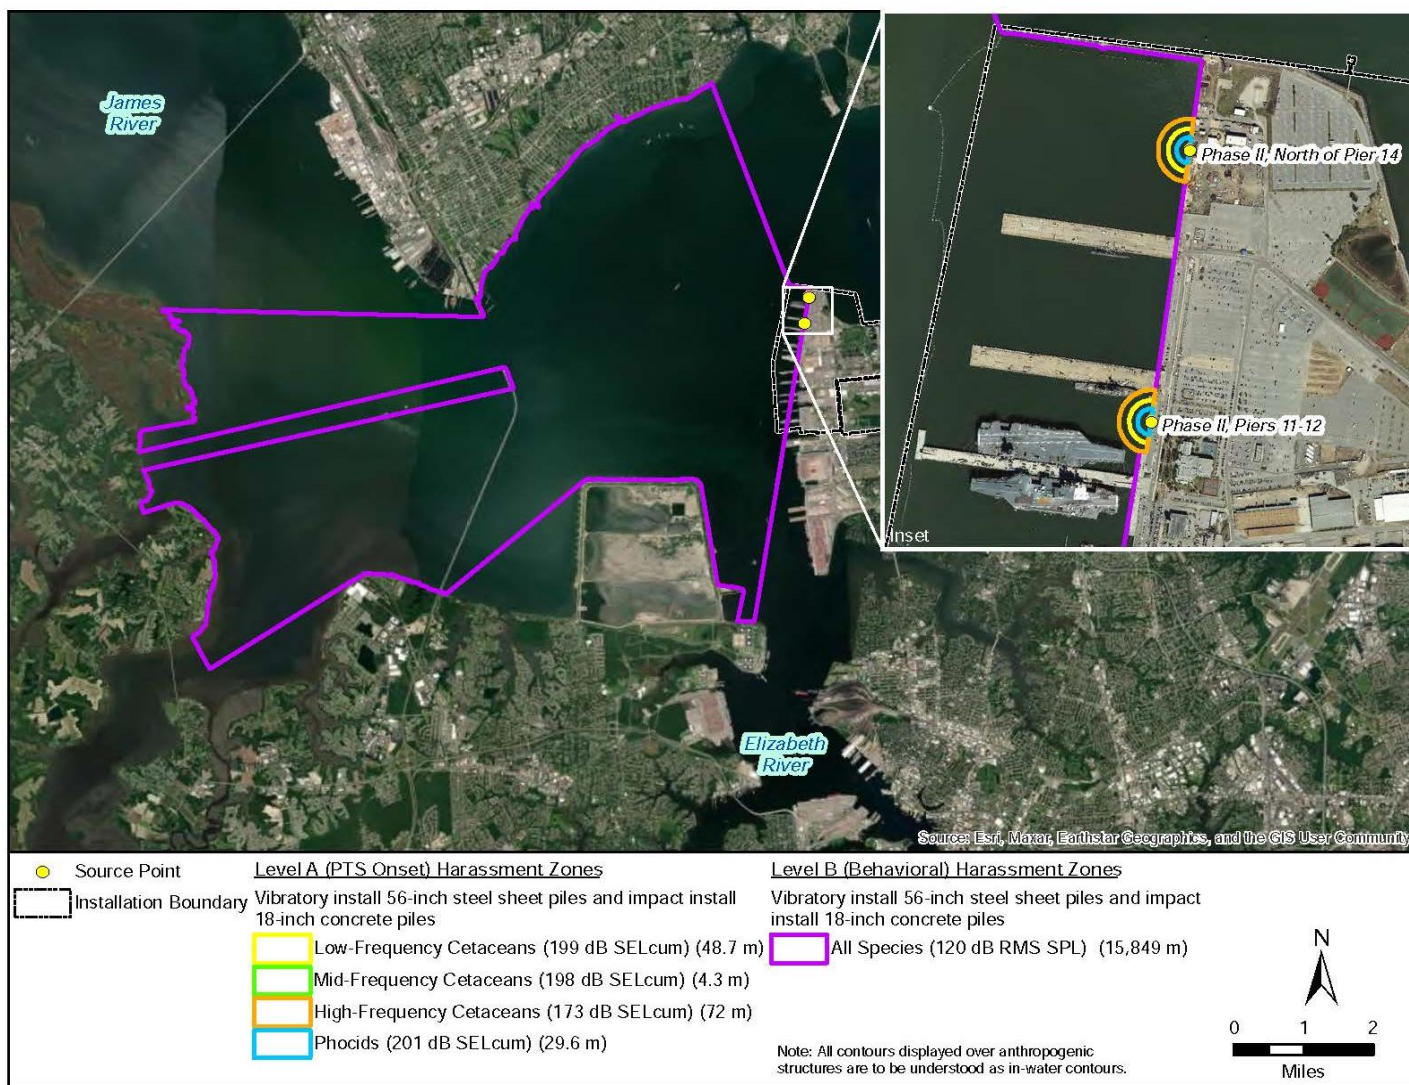 James
River
Phase II, North of Pier 14
Phase II, Piers 11-12
Inset
Elizabeth
River
Source: Esri, Maxar, Earthstar Geographics, and the GIS User Community
Source Point
Installation Boundary
Level A (PTS Onset) Harassment Zones
Vibratory install 56-inch steel sheet piles and impact install
18-inch concrete piles
Low-Frequency Cetaceans (199 dB SELcum) (48.7 m)
Mid-Frequency Cetaceans (198 dB SELcum) (4.3 m)
High-Frequency Cetaceans (173 dB SELcum) (72 m)
Phocids (201 dB SELcum) (29.6 m)
Level B (Behavioral) Harassment Zones
Vibratory install 56-inch steel sheet piles and impact
install 18-inch concrete piles
All Species (120 dB RMS SPL) (15,849 m)
Note: All contours displayed over anthropogenic
structures are to be understood as in-water contours.
N
0 1 2
Miles